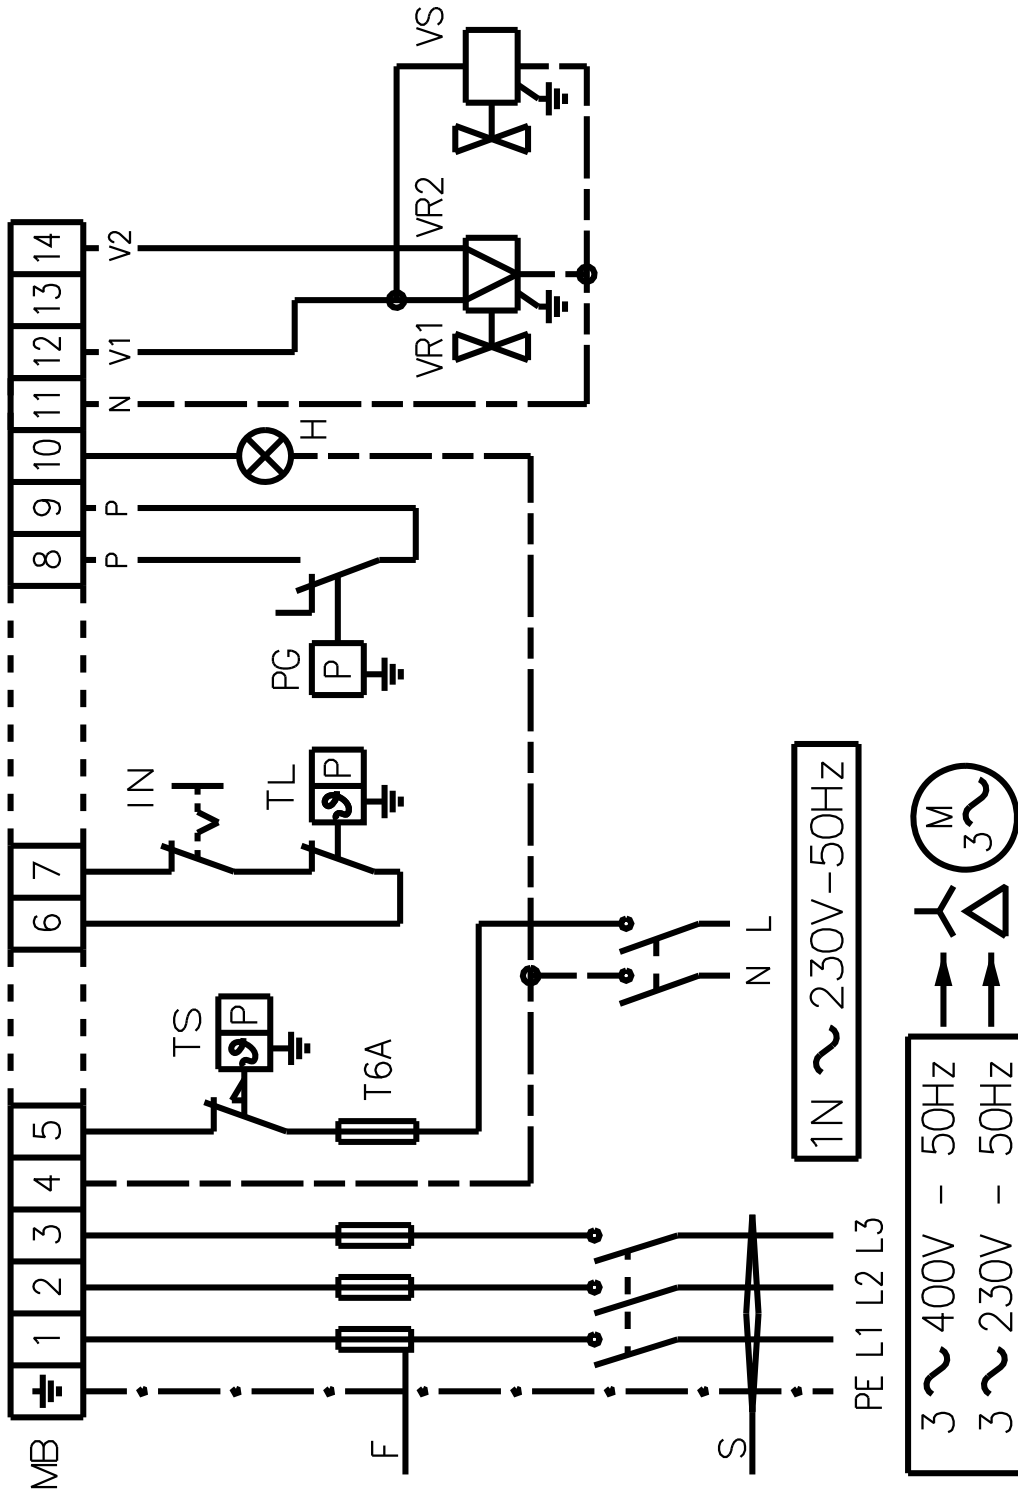 MB 1 2 3 4 5 6 7 8 9 10 11 12 13 14
P P N V1 V2
IN
TS
P
TL PG H
P P
F T6A VR1 VR2 VS
S N L
PE L1 L2 L3
1N ~ 230V-50Hz
3 ~ 400V - 50Hz
3 ~ 230V - 50Hz
M
3 ~